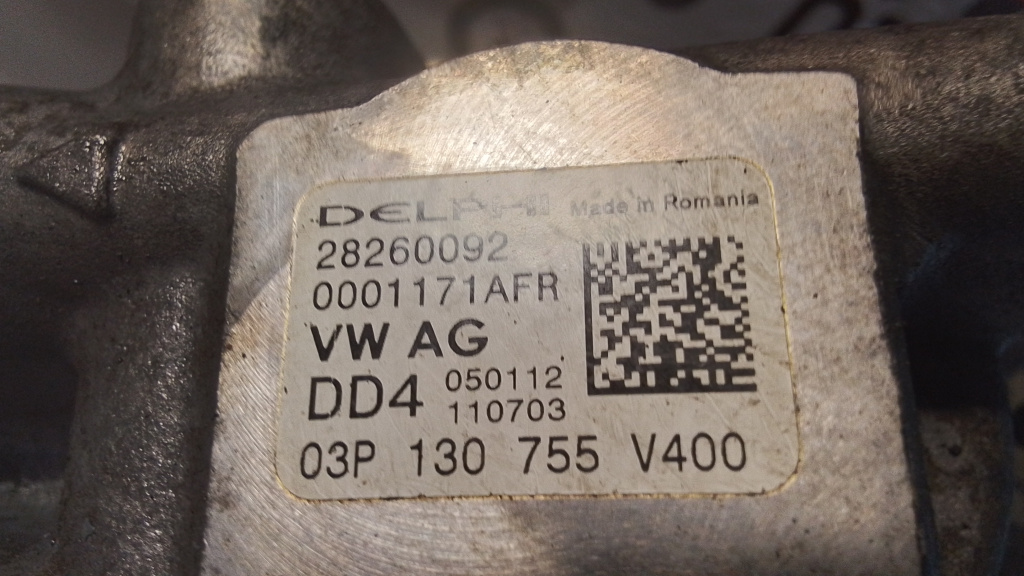 DELPHI Made in Romania
28260092
0001171AFR
VW AG
DD4 050112
110703
03P 130 755 V400